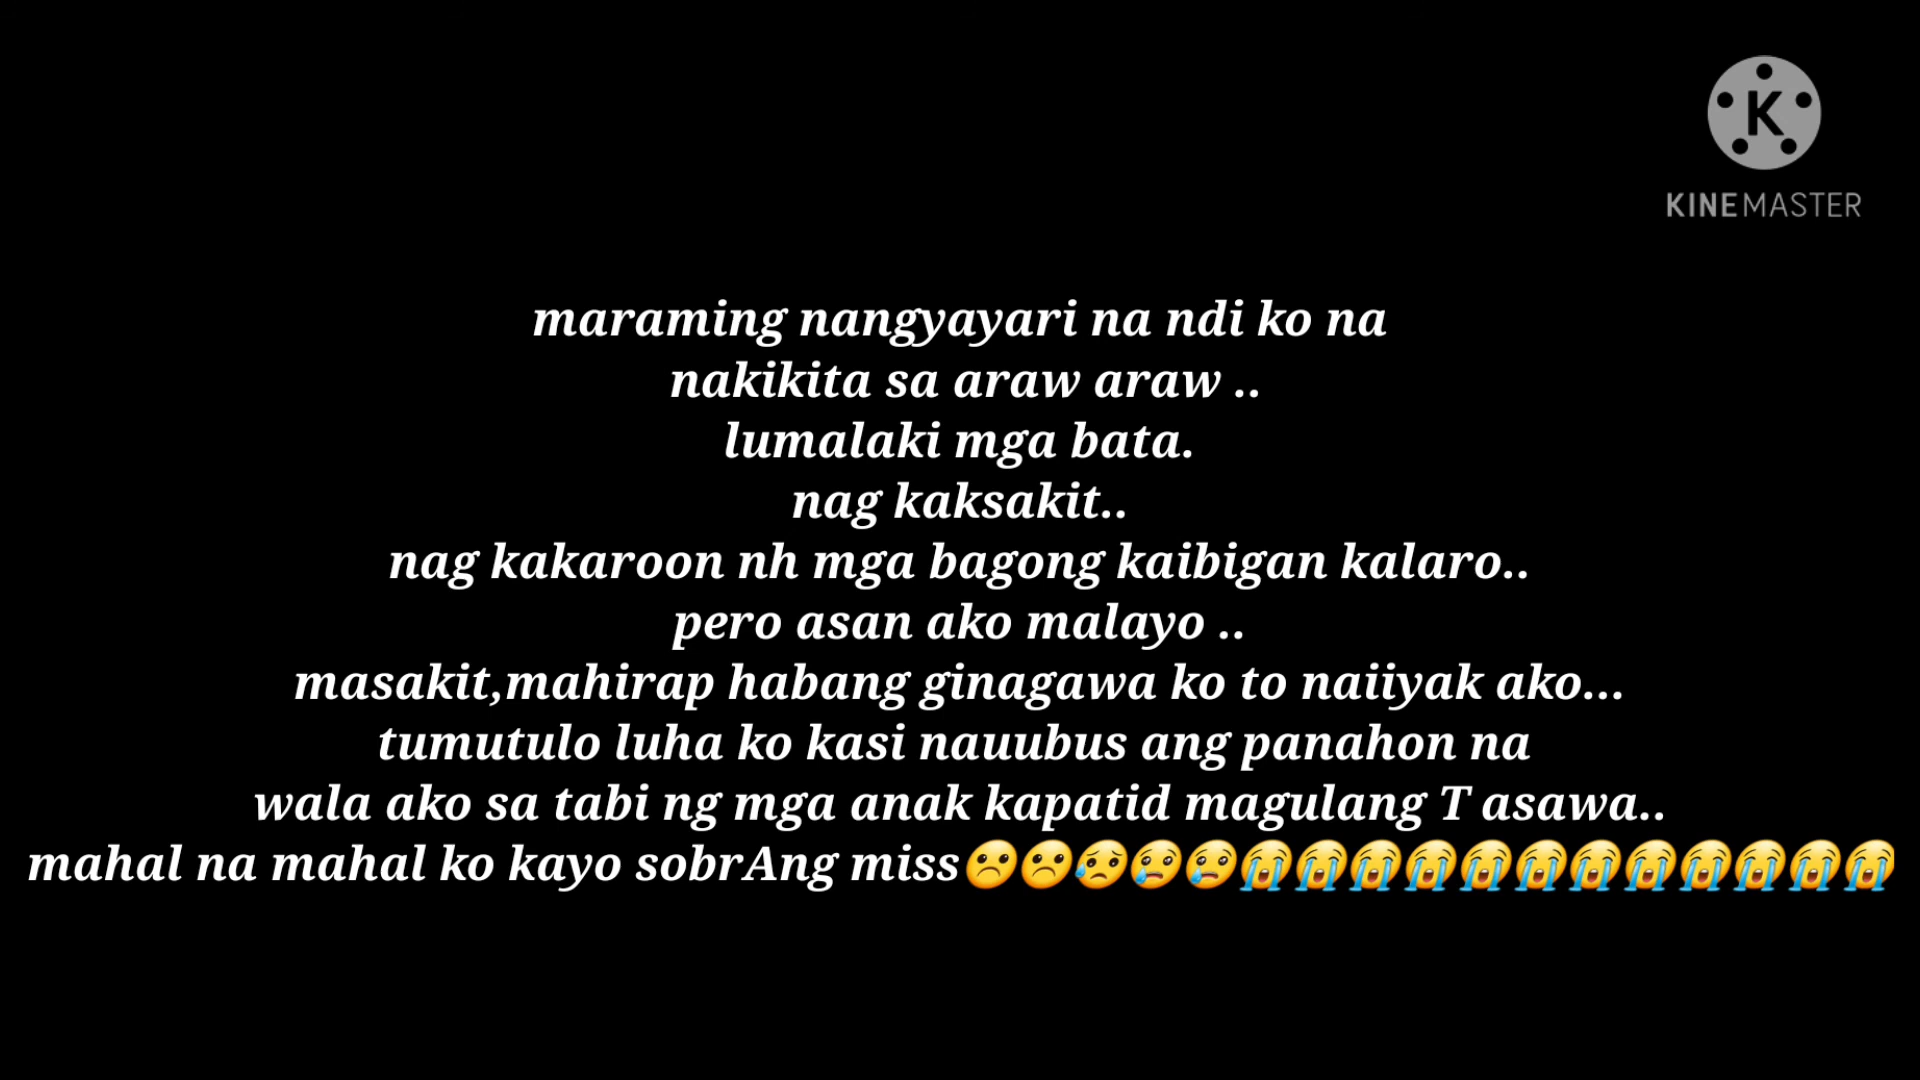 K
KINEMASTER
maraming nangyayari na ndi ko na
nakikita sa araw araw ..
lumalaki mga bata.
nag kaksakit..
nag kakaroon nh mga bagong kaibigan kalaro..
pero asan ako malayo ..
masakit,mahirap habang ginagawa ko to naiiyak ako...
tumutulo luha ko kasi nauubus ang panahon na
wala ako sa tabi ng mga anak kapatid magulang T asawa..
mahal na mahal ko kayo sobrAng miss😕😕😥😢😢😭😭😭😭😭😭😭😭😭😭😭😭